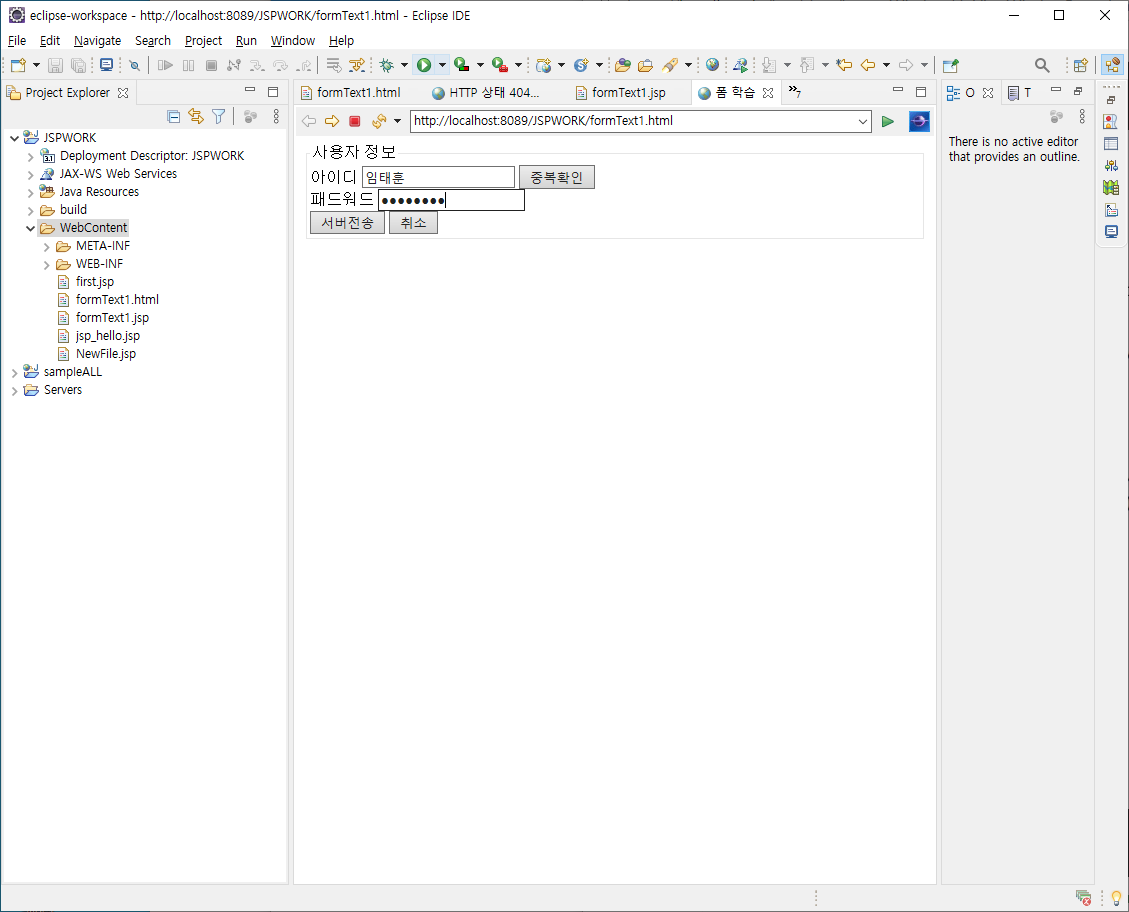 eclipse-workspace - http://localhost:8089/JSPWORK/formText1.html - Eclipse IDE
File Edit Navigate Search Project Run Window Help
Project Explorer
formText1.html HTTP 상태 404... formText1.jsp 폼 학습 »7
O T
http://localhost:8089/JSPWORK/formText1.html
JSPWORK
Deployment Descriptor: JSPWORK
JAX-WS Web Services
Java Resources
build
WebContent
META-INF
WEB-INF
first.jsp
formText1.html
formText1.jsp
jsp_hello.jsp
NewFile.jsp
sampleALL
Servers
사용자 정보
아이디 임태훈 중복확인
패드워드 ●●●●●●●●
서버전송 취소
There is no active editor
that provides an outline.